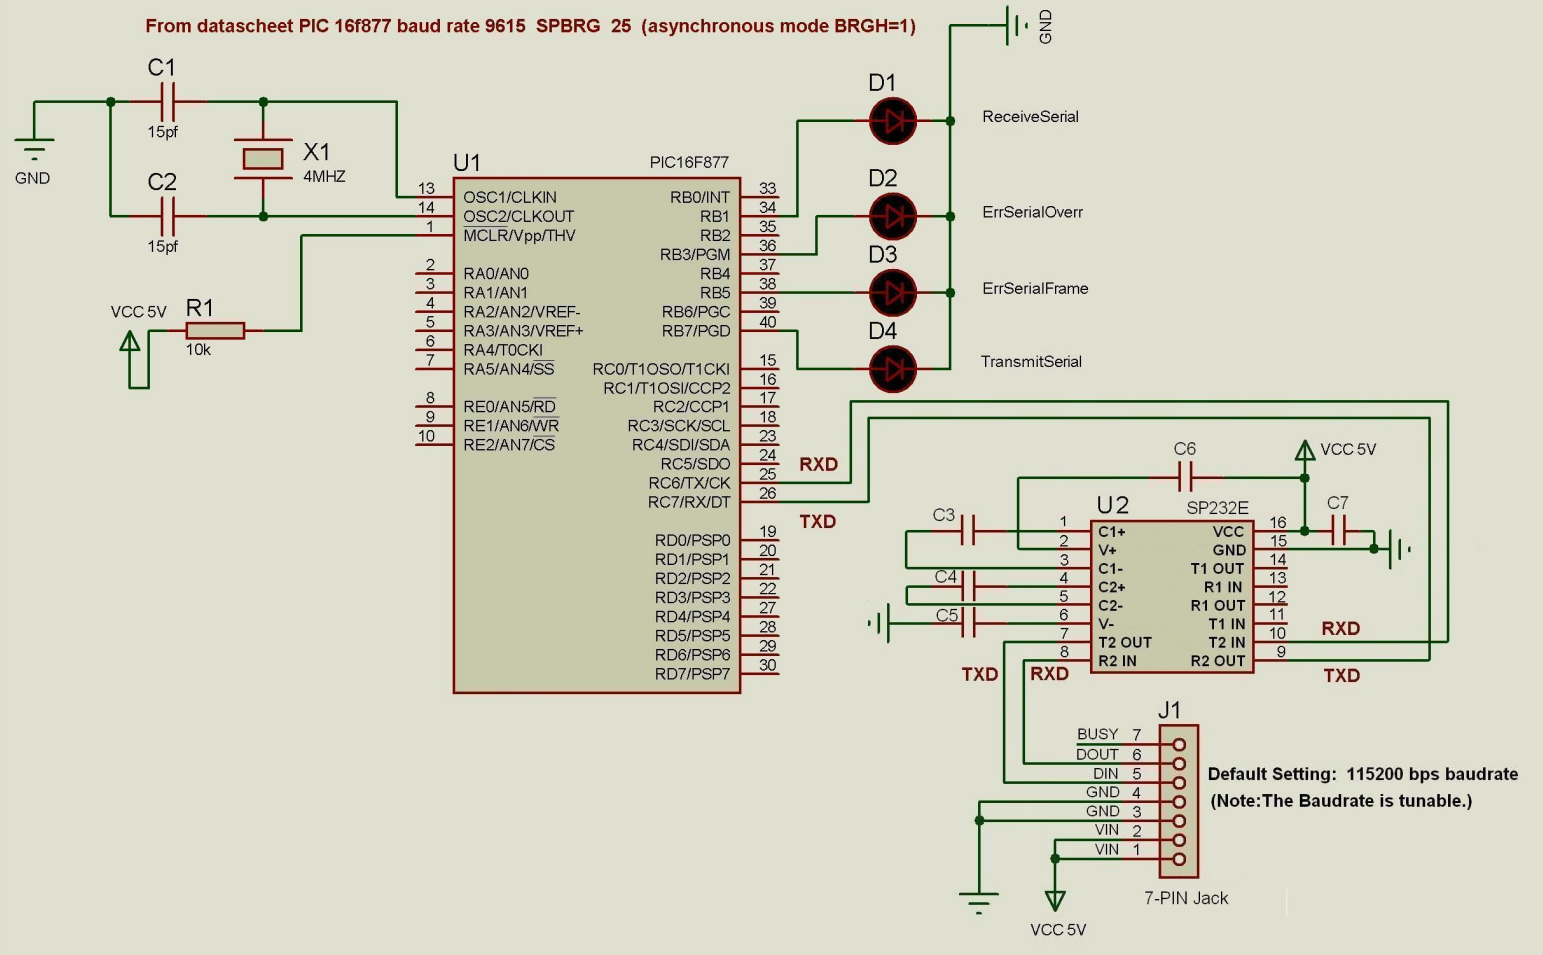 From datascheet PIC 16f877 baud rate 9615 SPBRG 25 (asynchronous mode BRGH=1)
GND
C1
15pf
C2
15pf
X1
4MHZ
GND
VCC 5V
R1
10k
U1
PIC16F877
13 OSC1/CLKIN
14 OSC2/CLKOUT
1 MCLR/Vpp/THV
2 RA0/AN0
3 RA1/AN1
4 RA2/AN2/VREF-
5 RA3/AN3/VREF+
6 RA4/T0CKI
7 RA5/AN4/SS
8 RE0/AN5/RD
9 RE1/AN6/WR
10 RE2/AN7/CS
RB0/INT 33
RB1 34
RB2 35
RB3/PGM 36
RB4 37
RB5 38
RB6/PGC 39
RB7/PGD 40
RC0/T1OSO/T1CKI 15
RC1/T1OSI/CCP2 16
RC2/CCP1 17
RC3/SCK/SCL 18
RC4/SDI/SDA 23
RC5/SDO 24
RC6/TX/CK 25
RC7/RX/DT 26
RD0/PSP0 19
RD1/PSP1 20
RD2/PSP2 21
RD3/PSP3 22
RD4/PSP4 27
RD5/PSP5 28
RD6/PSP6 29
RD7/PSP7 30
D1
ReceiveSerial
D2
ErrSerialOverr
D3
ErrSerialFrame
D4
TransmitSerial
RXD
TXD
C6
VCC 5V
C3
C4
C5
C7
U2
SP232E
1 C1+
2 V+
3 C1-
4 C2+
5 C2-
6 V-
7 T2 OUT
8 R2 IN
VCC 16
GND 15
T1 OUT 14
R1 IN 13
R1 OUT 12
T1 IN 11
T2 IN 10
R2 OUT 9
RXD
TXD
TXD
RXD
J1
BUSY 7
DOUT 6
DIN 5
GND 4
GND 3
VIN 2
VIN 1
7-PIN Jack
VCC 5V
Default Setting: 115200 bps baudrate
(Note:The Baudrate is tunable.)